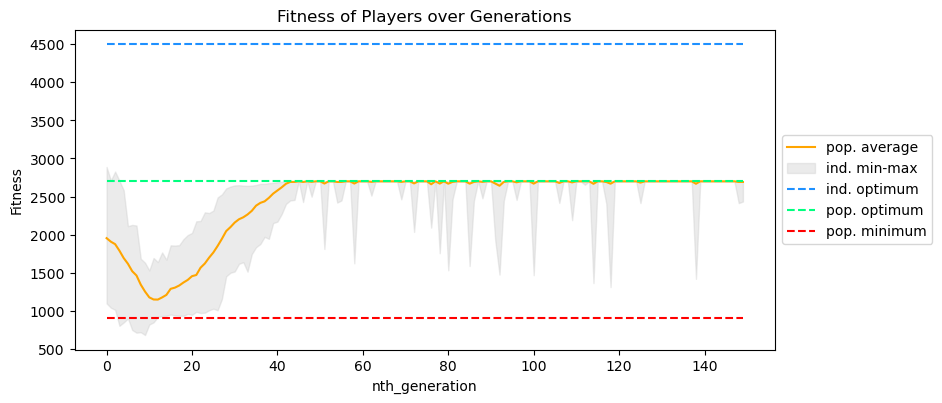 Fitness of Players over Generations
Fitness
4500
4000
3500
3000
2500
2000
1500
1000
500
0
20
40
60
80
100
120
140
nth_generation
pop. average
ind. min-max
ind. optimum
pop. optimum
pop. minimum